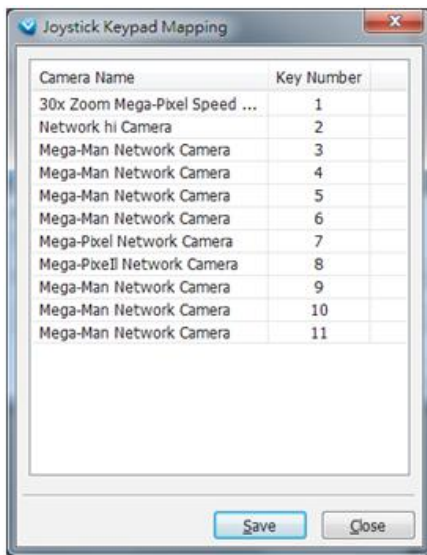 Joystick Keypad Mapping
Camera Name Key Number
30x Zoom Mega-Pixel Speed ... 1
Network hi Camera 2
Mega-Man Network Camera 3
Mega-Man Network Camera 4
Mega-Man Network Camera 5
Mega-Man Network Camera 6
Mega-Pixel Network Camera 7
Mega-PixeIl Network Camera 8
Mega-Man Network Camera 9
Mega-Man Network Camera 10
Mega-Man Network Camera 11
Save Close